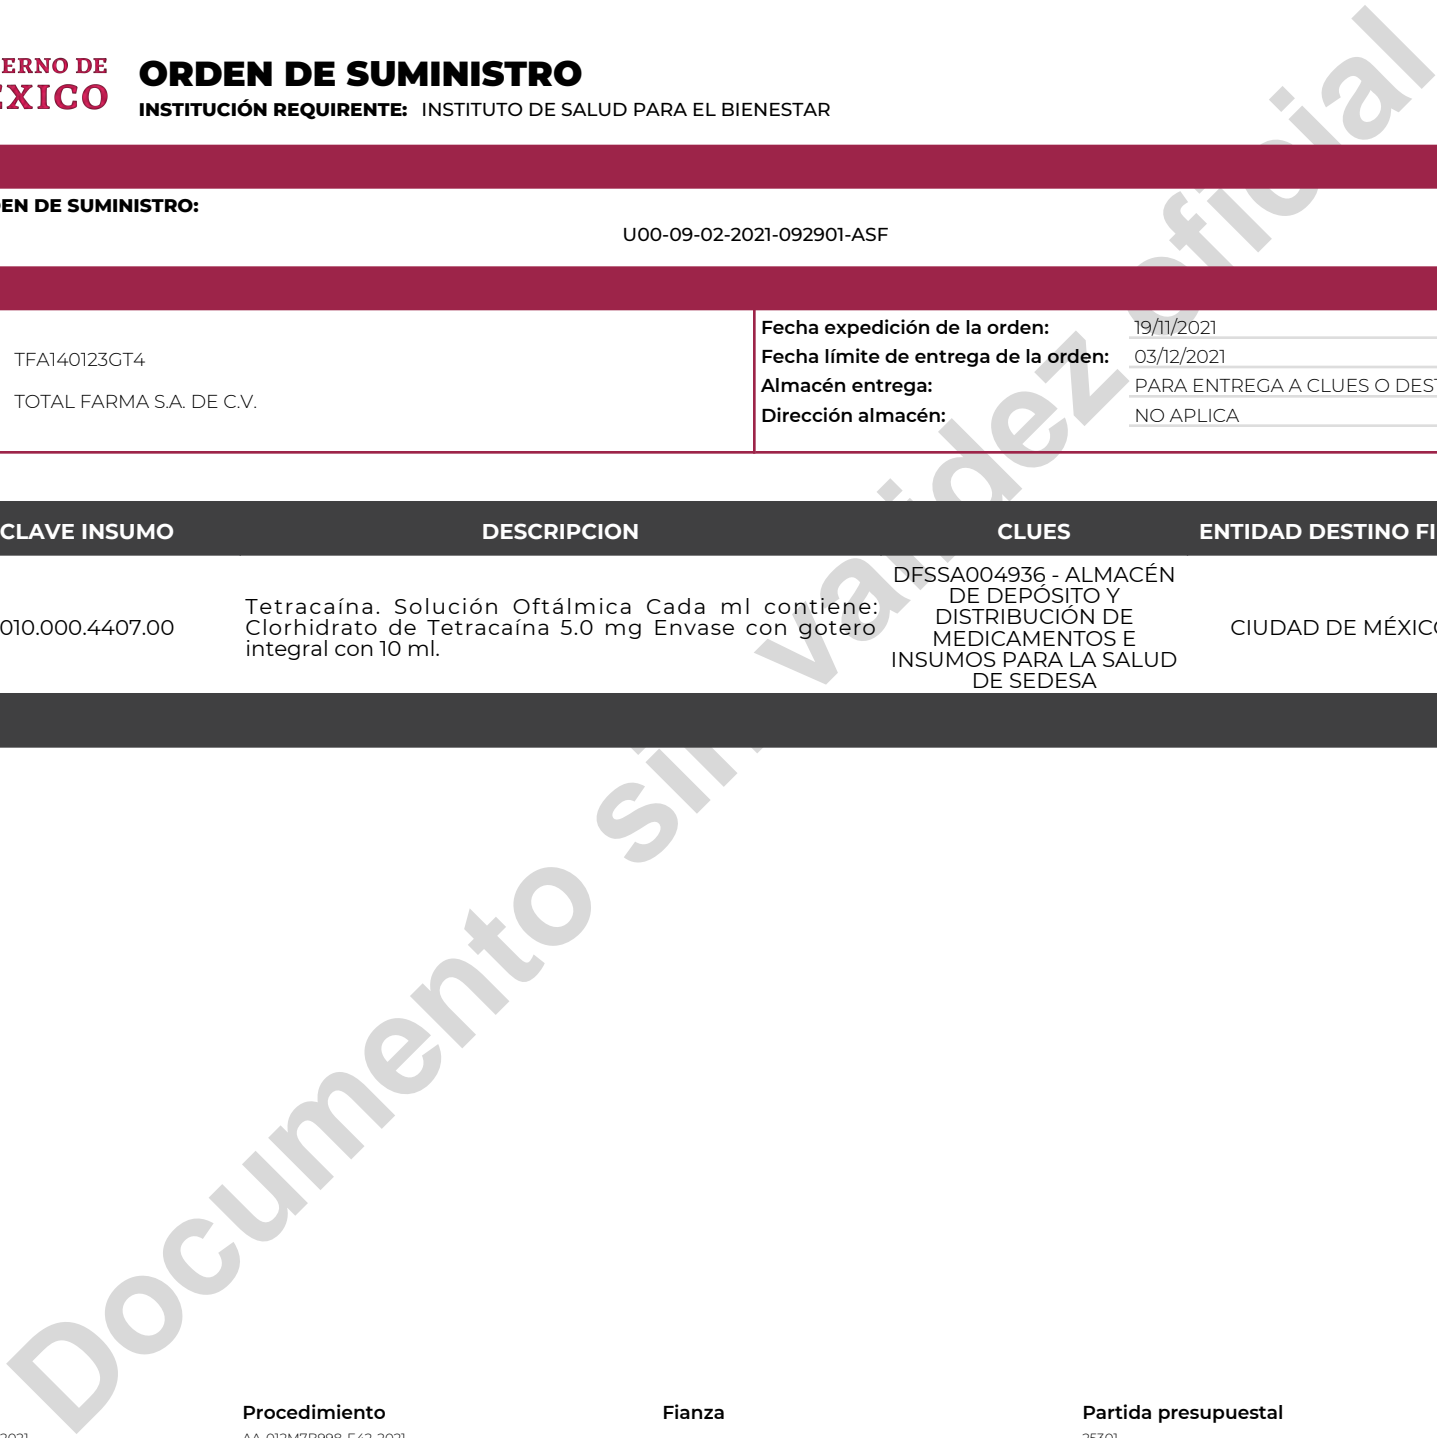 ERNO DE
EXICO
ORDEN DE SUMINISTRO
INSTITUCIÓN REQUIRENTE: INSTITUTO DE SALUD PARA EL BIENESTAR
EN DE SUMINISTRO:
U00-09-02-2021-092901-ASF
TFA140123GT4
TOTAL FARMA S.A. DE C.V.
Fecha expedición de la orden: 19/11/2021
Fecha límite de entrega de la orden: 03/12/2021
Almacén entrega: PARA ENTREGA A CLUES O DEST
Dirección almacén: NO APLICA
CLAVE INSUMO DESCRIPCION CLUES ENTIDAD DESTINO FI
010.000.4407.00
Tetracaína. Solución Oftálmica Cada ml contiene:
Clorhidrato de Tetracaína 5.0 mg Envase con gotero
integral con 10 ml.
DFSSA004936 - ALMACÉN
DE DEPÓSITO Y
DISTRIBUCIÓN DE
MEDICAMENTOS E
INSUMOS PARA LA SALUD
DE SEDESA
CIUDAD DE MÉXICO
Documento sin validez oficial
Procedimiento Fianza Partida presupuestal